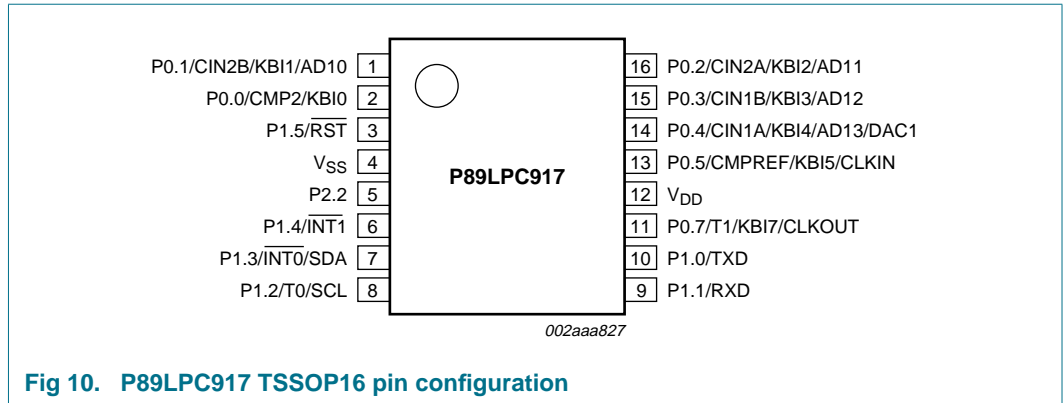 P0.1/CIN2B/KBI1/AD10 1 16 P0.2/CIN2A/KBI2/AD11
P0.0/CMP2/KBI0 2 15 P0.3/CIN1B/KBI3/AD12
P1.5/R̅S̅T̅ 3 14 P0.4/CIN1A/KBI4/AD13/DAC1
VSS 4 13 P0.5/CMPREF/KBI5/CLKIN
P89LPC917
P2.2 5 12 VDD
P1.4/I̅N̅T̅1̅ 6 11 P0.7/T1/KBI7/CLKOUT
P1.3/I̅N̅T̅0̅/SDA 7 10 P1.0/TXD
P1.2/T0/SCL 8 9 P1.1/RXD
002aaa827
Fig 10. P89LPC917 TSSOP16 pin configuration